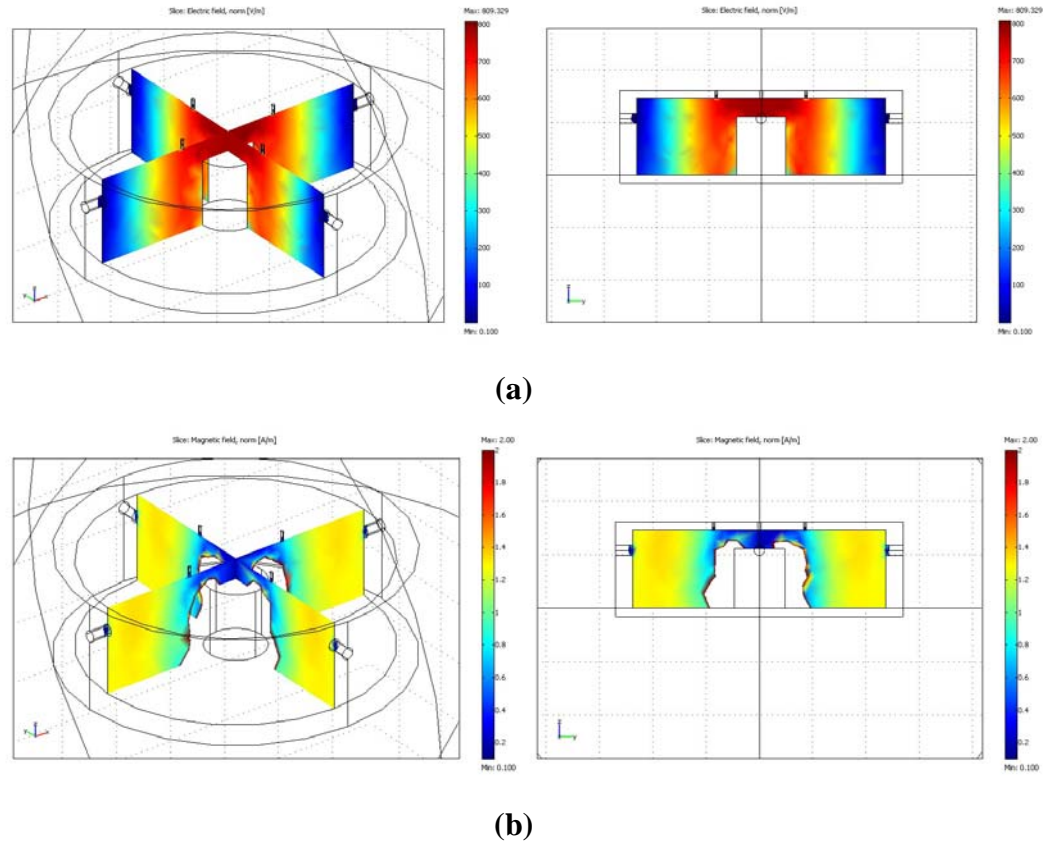 Slice: Electric field, norm [V/m]
Max: 809.329
800
700
600
500
400
300
200
100
Min: 0.100
Slice: Electric field, norm [V/m]
Max: 809.329
800
700
600
500
400
300
200
100
Min: 0.100
(a)
Slice: Magnetic field, norm [A/m]
Max: 2.00
2
1.8
1.6
1.4
1.2
1
0.8
0.6
0.4
0.2
Min: 0.100
Slice: Magnetic field, norm [A/m]
Max: 2.00
2
1.8
1.6
1.4
1.2
1
0.8
0.6
0.4
0.2
Min: 0.100
(b)